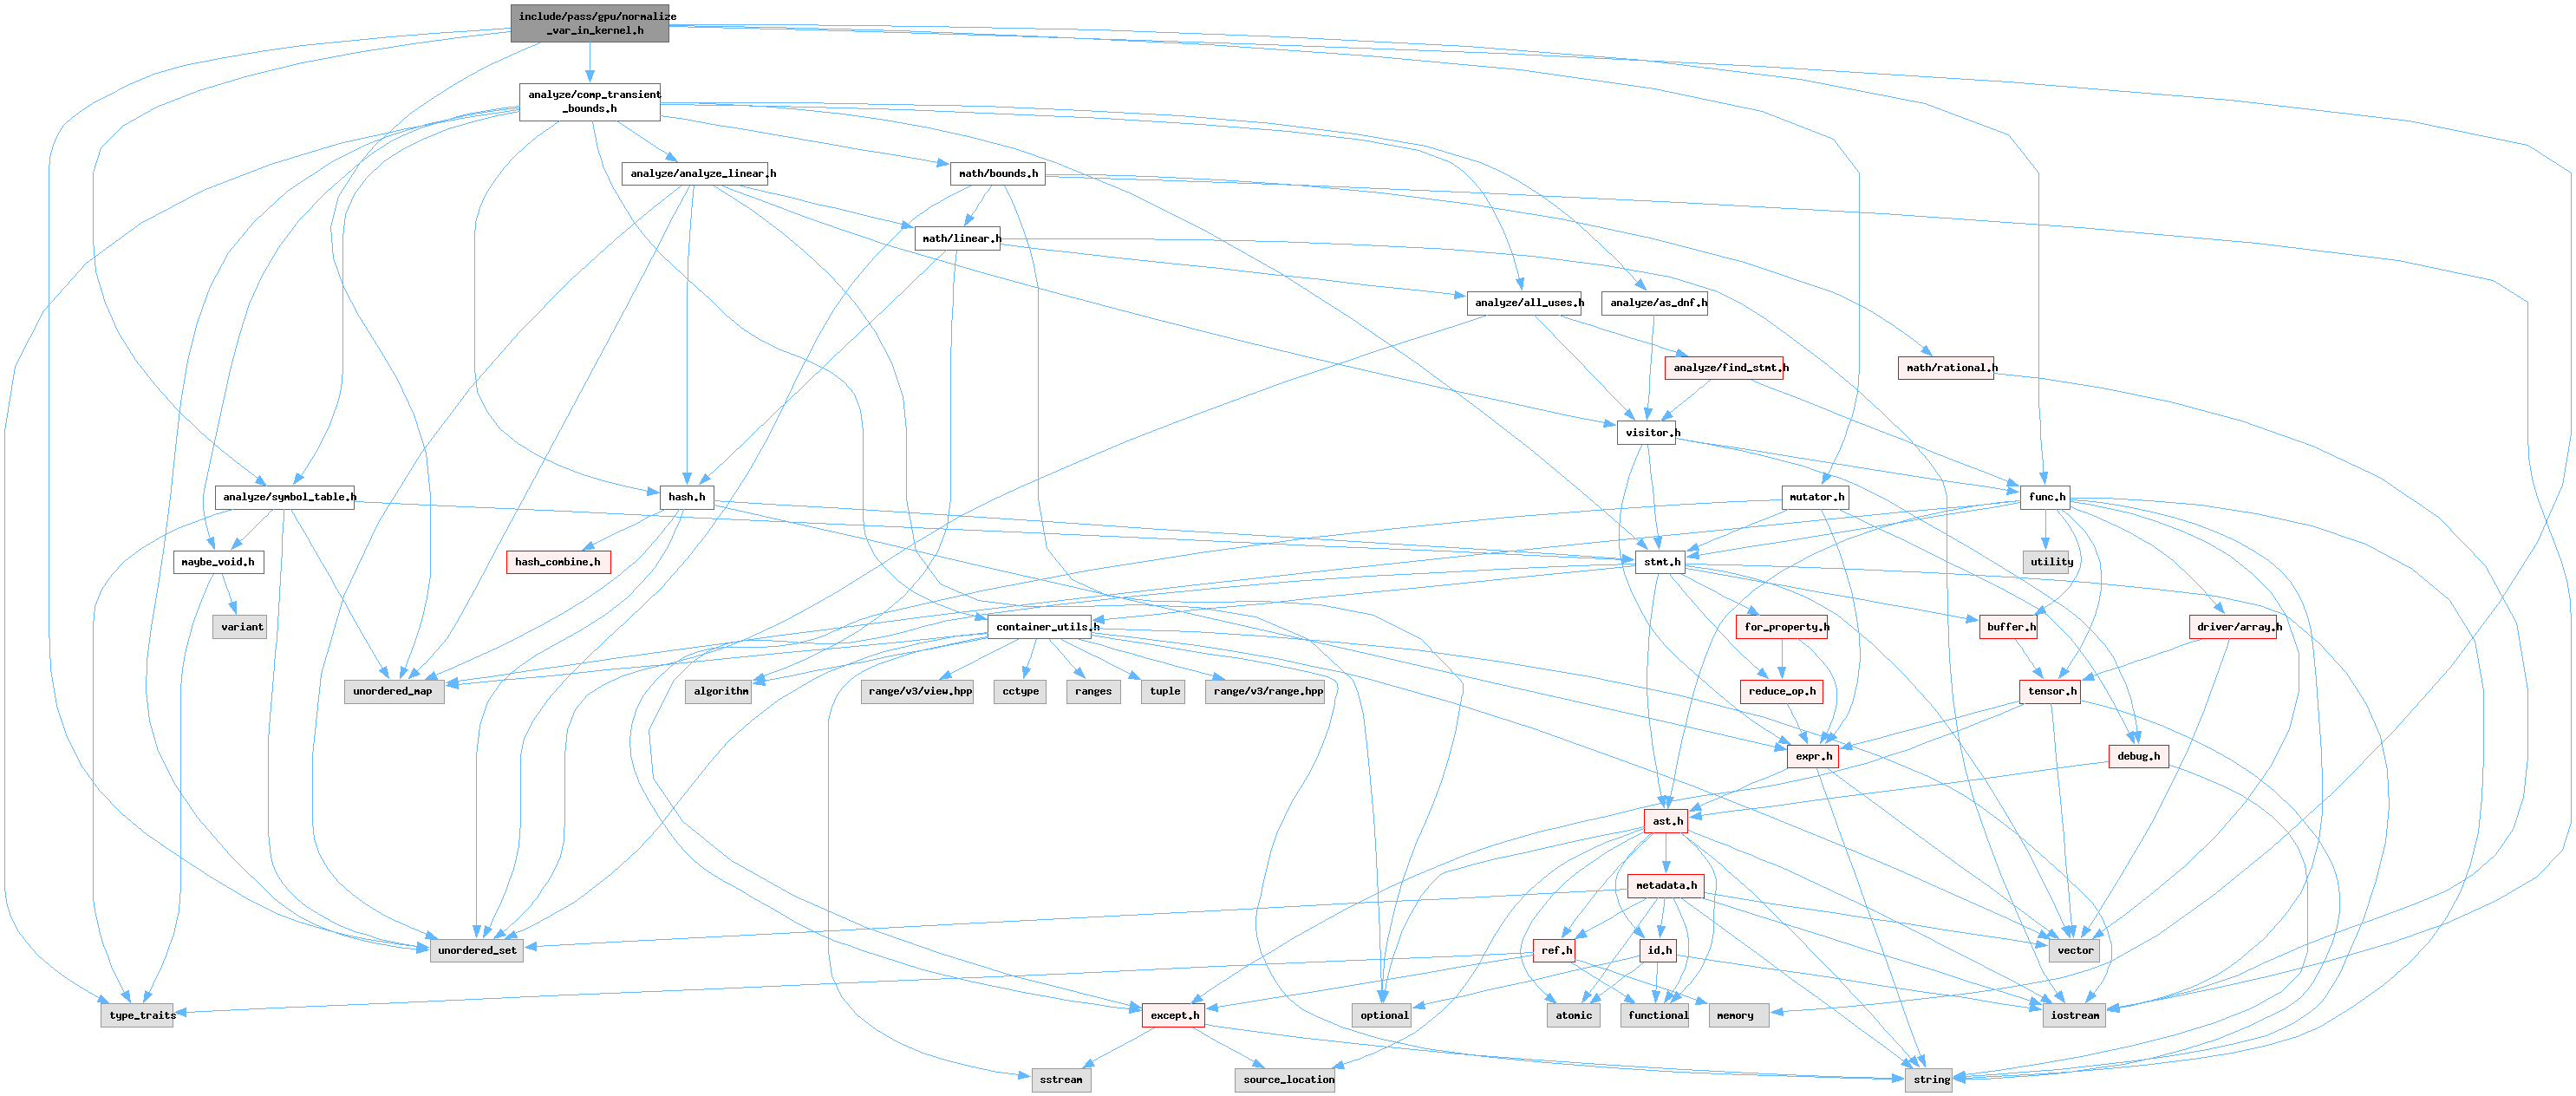 include/pass/gpu/normalize
_var_in_kernel.h
analyze/comp_transient
_bounds.h
analyze/analyze_linear.h
math/bounds.h
math/linear.h
analyze/all_uses.h
analyze/as_dnf.h
analyze/find_stmt.h
math/rational.h
visitor.h
analyze/symbol_table.h
hash.h
mutator.h
func.h
maybe_void.h
hash_combine.h
stmt.h
utility
variant
container_utils.h
for_property.h
buffer.h
driver/array.h
unordered_map
algorithm
range/v3/view.hpp
cctype
ranges
tuple
range/v3/range.hpp
reduce_op.h
tensor.h
expr.h
debug.h
ast.h
metadata.h
unordered_set
ref.h
id.h
vector
type_traits
except.h
optional
atomic
functional
memory
iostream
sstream
source_location
string